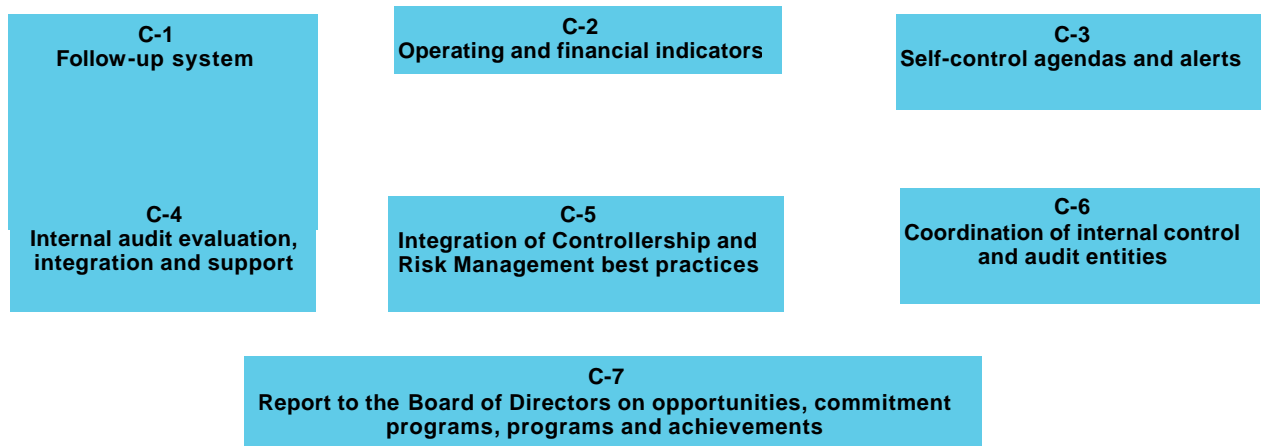 C-1
Follow-up system
C-2
Operating and financial indicators
C-3
Self-control agendas and alerts
C-4
Internal audit evaluation,
integration and support
C-5
Integration of Controllership and
Risk Management best practices
C-6
Coordination of internal control
and audit entities
C-7
Report to the Board of Directors on opportunities, commitment
programs, programs and achievements